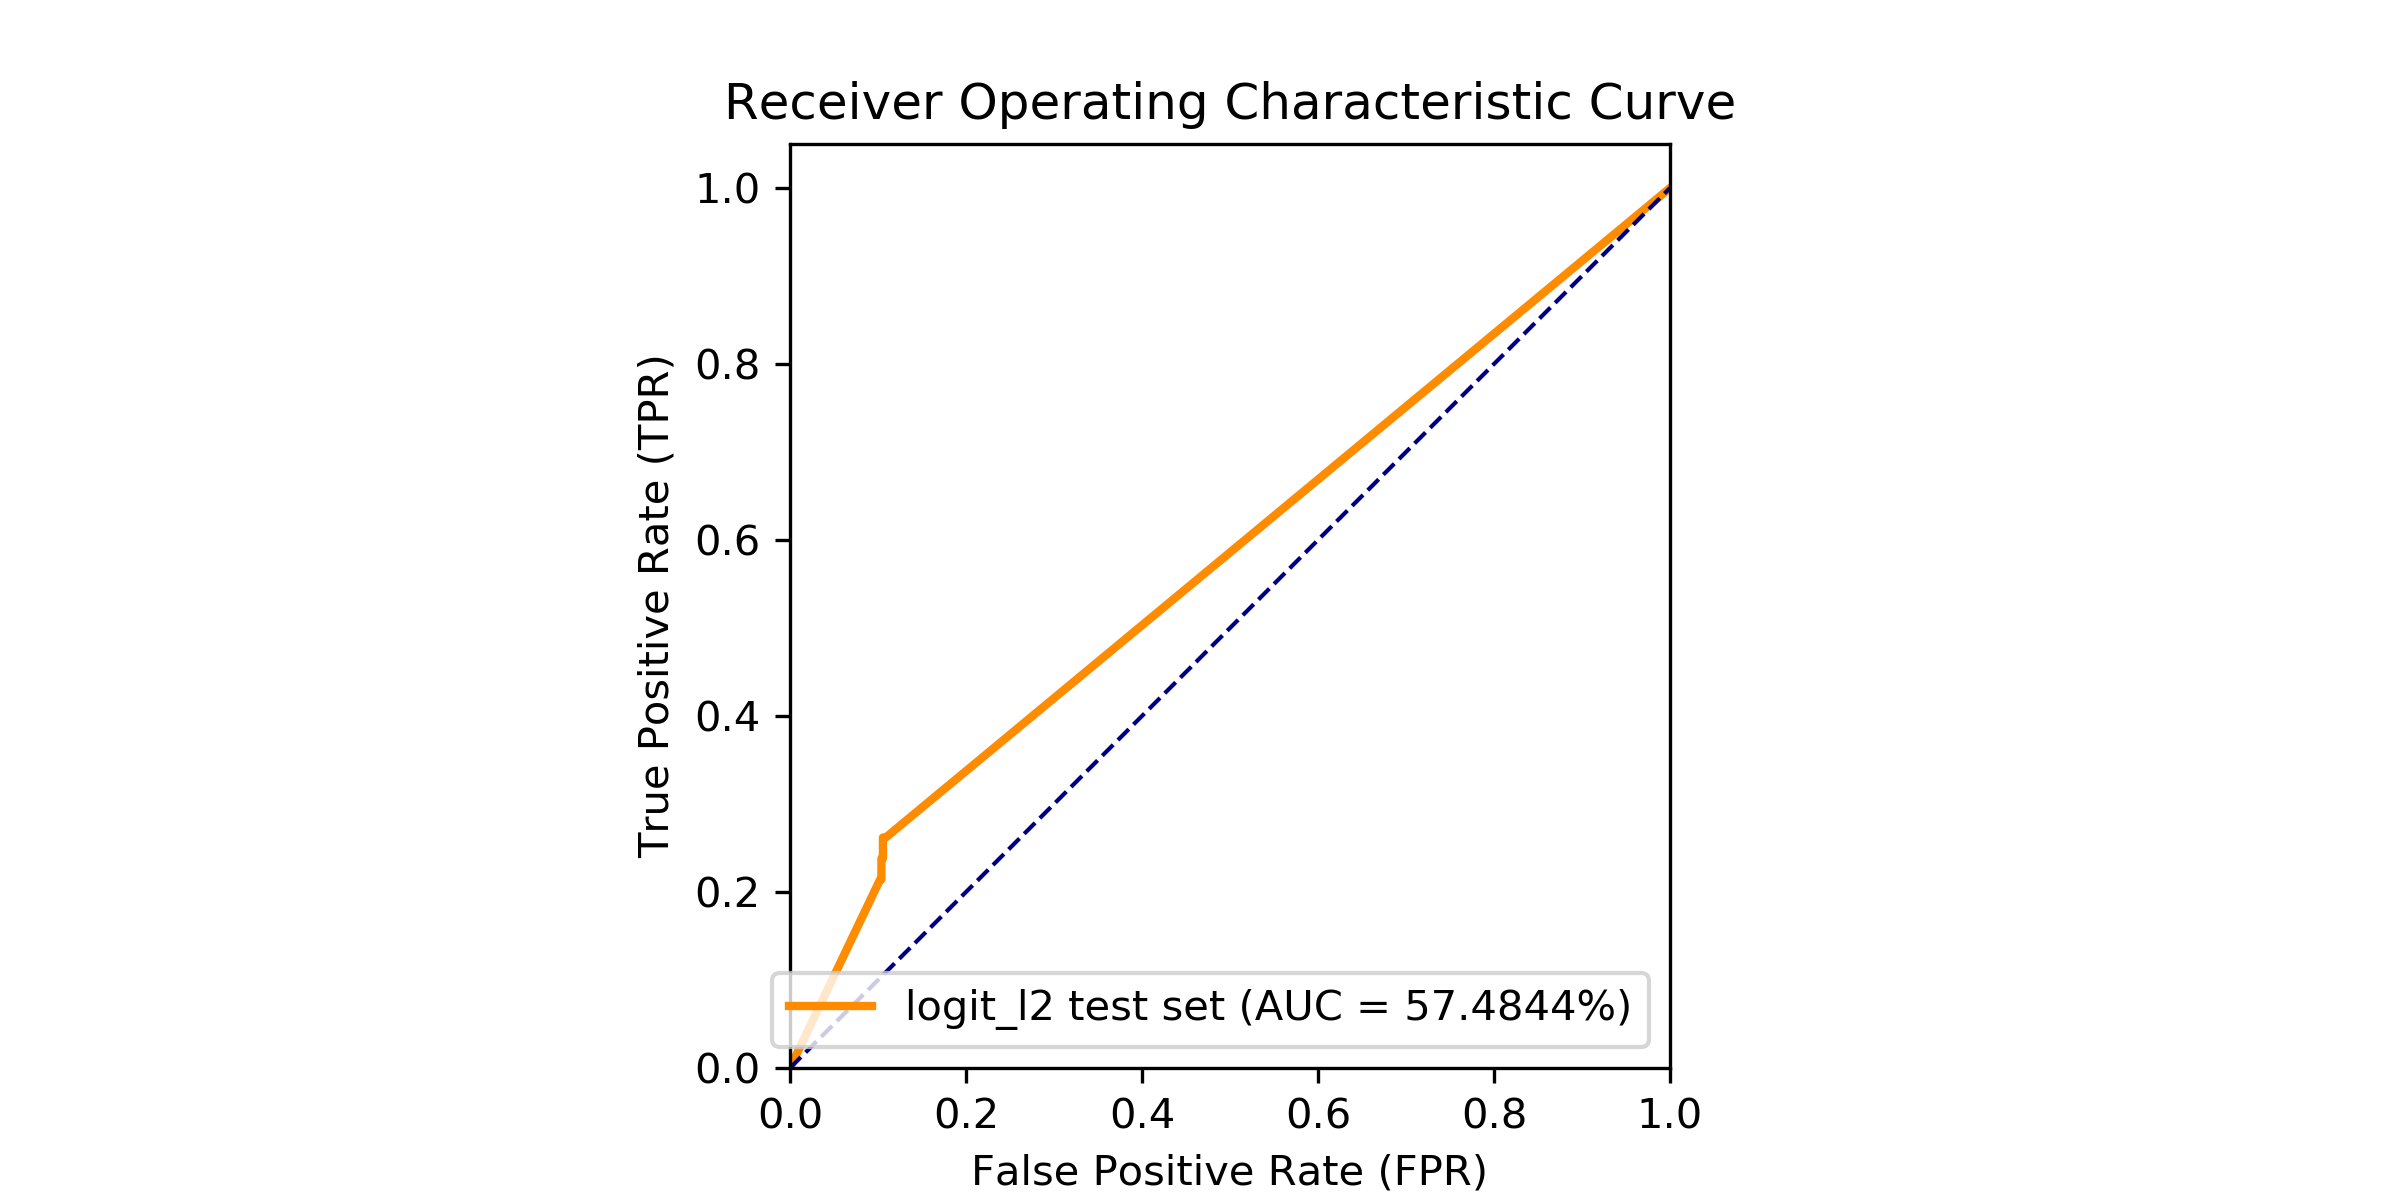 Receiver Operating Characteristic Curve
True Positive Rate (TPR)
1.0
0.8
0.6
0.4
0.2
0.0
logit_l2 test set (AUC = 57.4844%)
0.0 0.2 0.4 0.6 0.8 1.0
False Positive Rate (FPR)